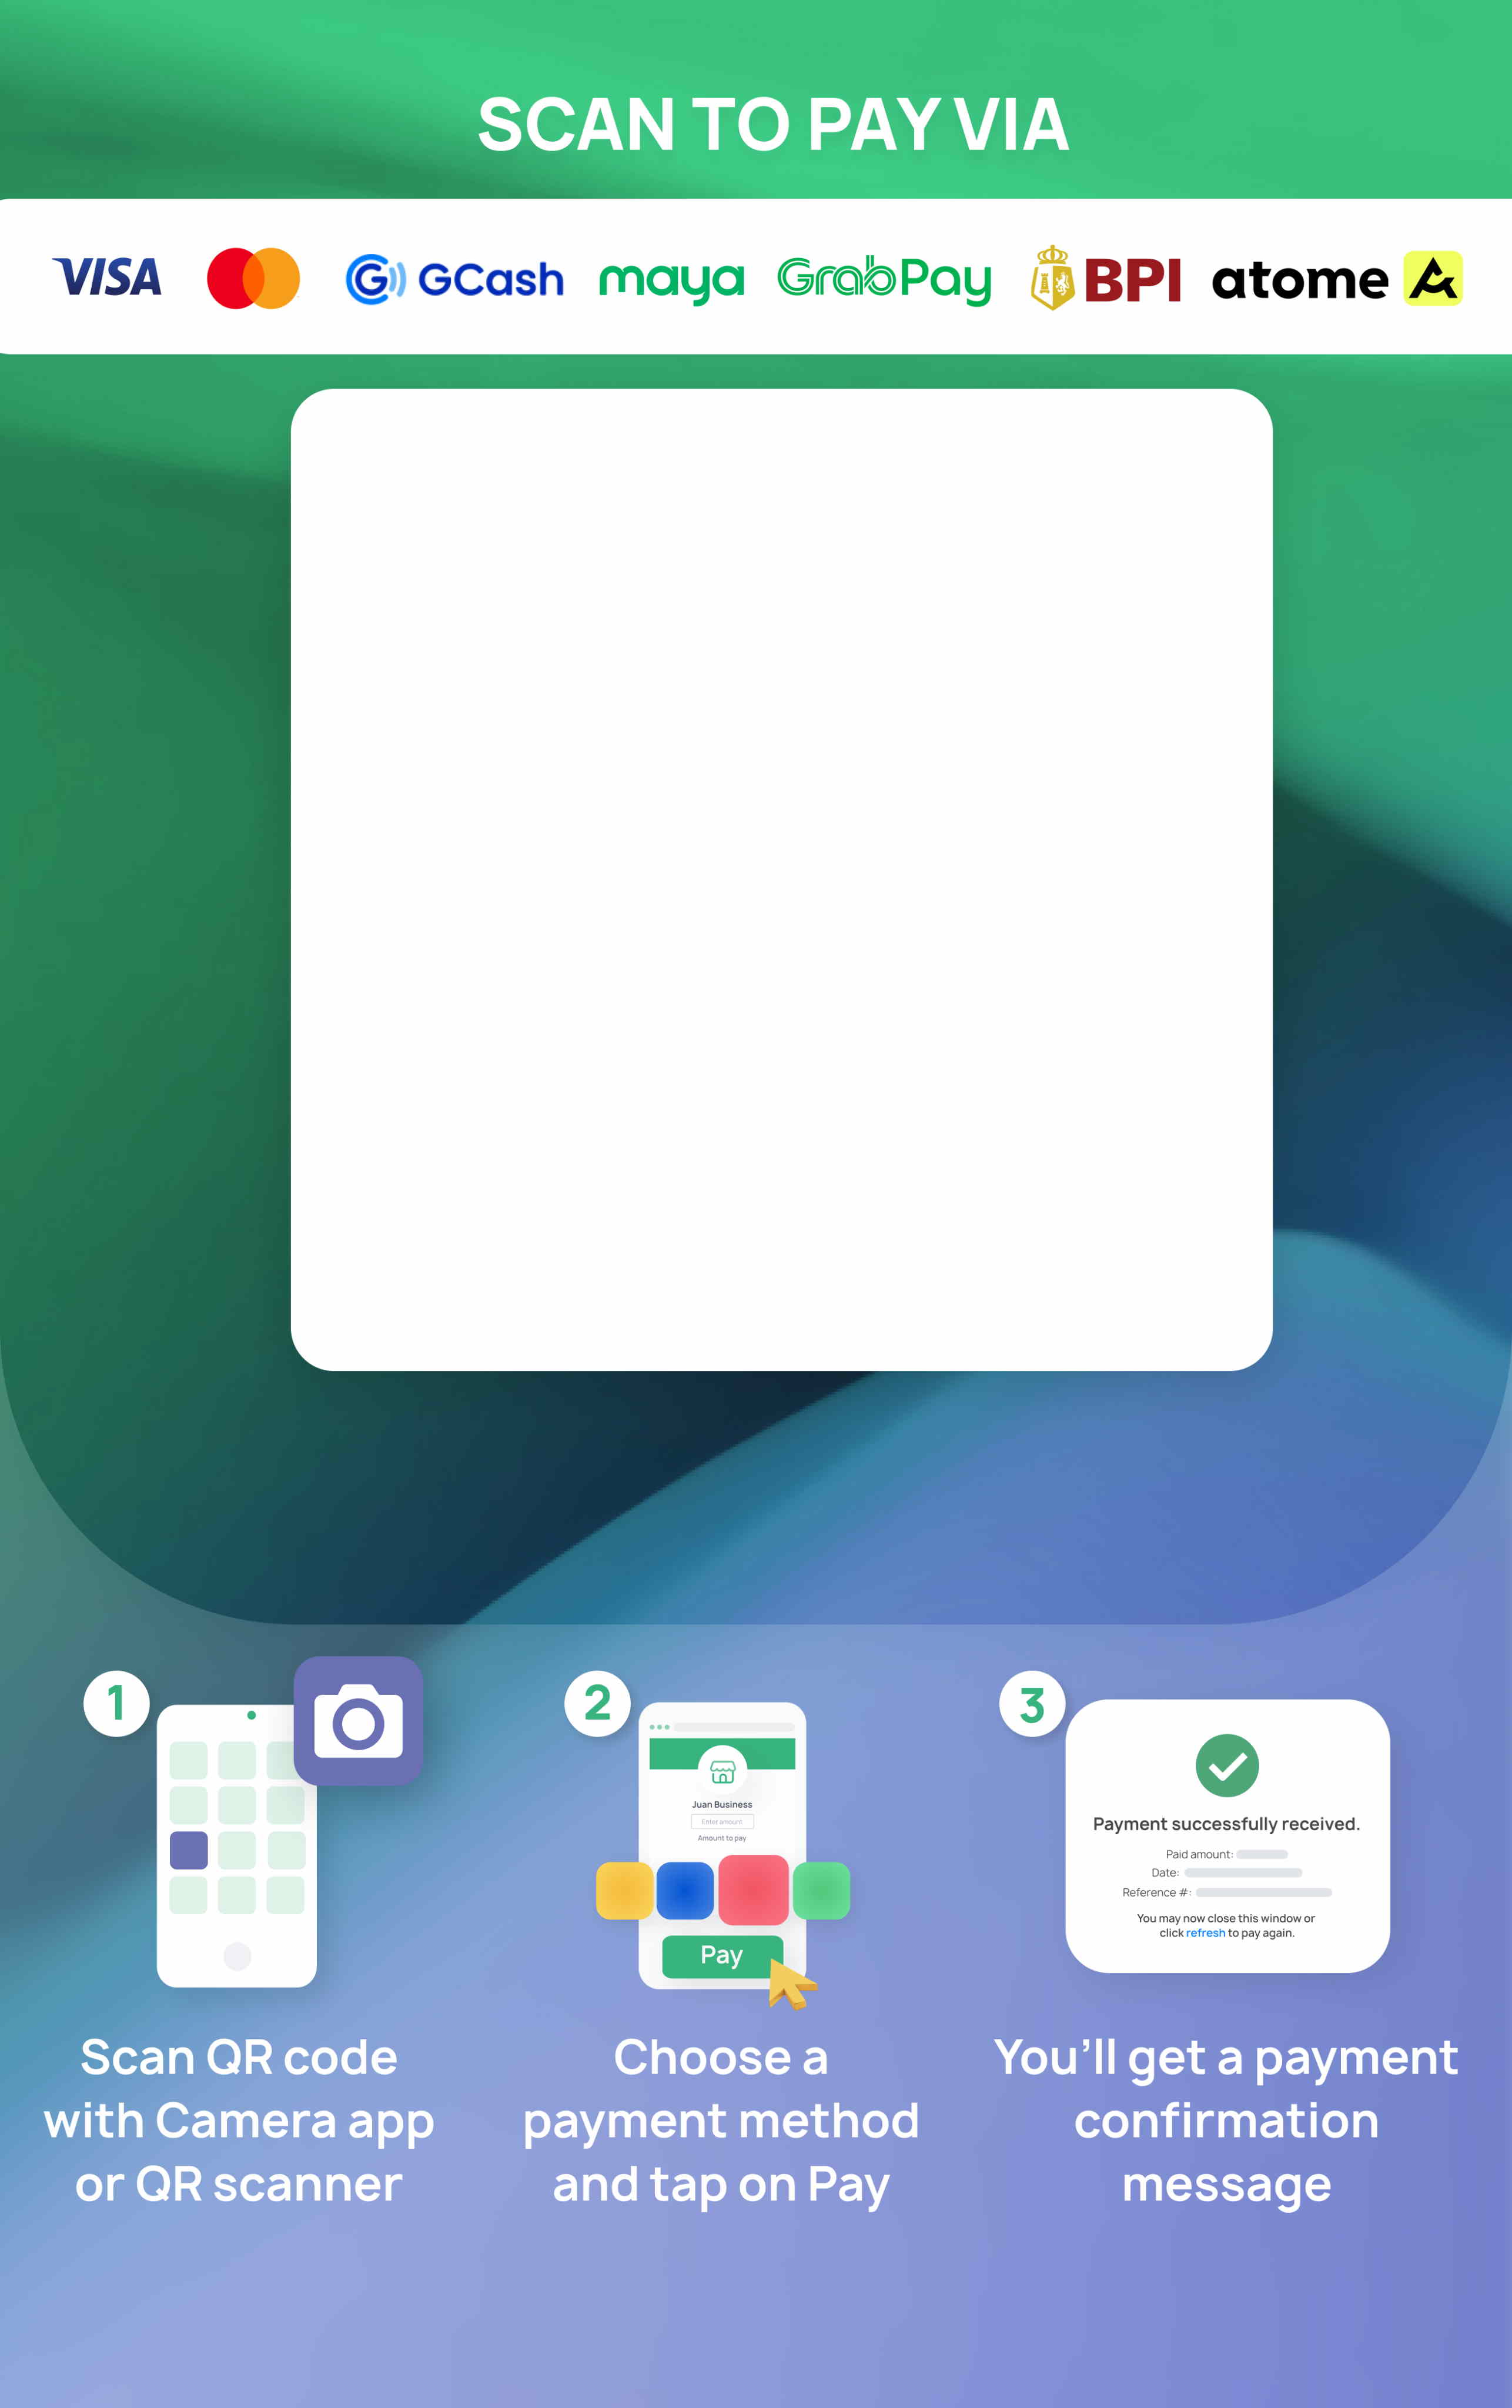 SCAN TO PAY VIA
VISA GCash maya GrabPay BPI atome
1
2
3
Juan Business
Enter amount
Amount to pay
Pay
Payment successfully received.
Paid amount:
Date:
Reference #:
You may now close this window or
click refresh to pay again.
Scan QR code
with Camera app
or QR scanner
Choose a
payment method
and tap on Pay
You’ll get a payment
confirmation
message